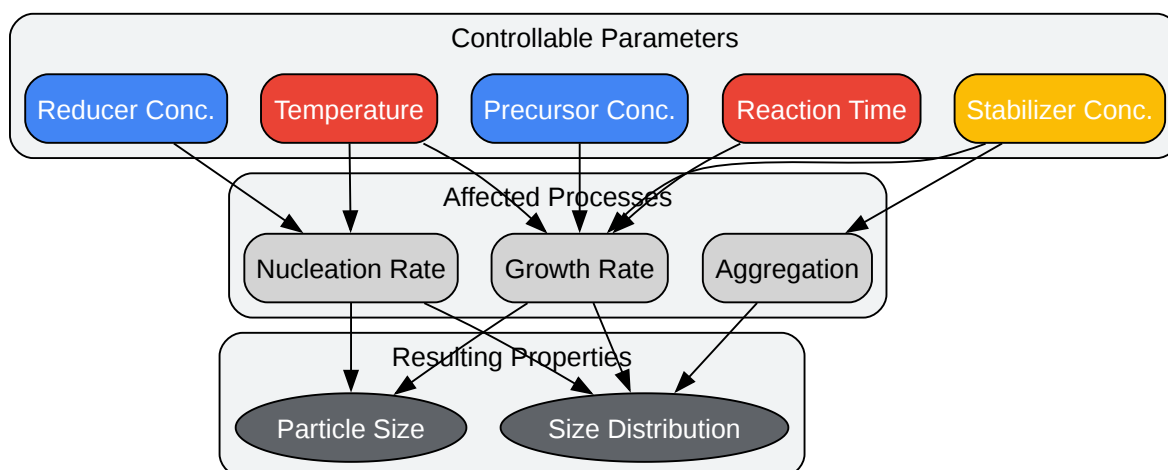 Controllable Parameters
Reducer Conc.
Temperature
Precursor Conc.
Reaction Time
Stabilizer Conc.
Affected Processes
Nucleation Rate
Growth Rate
Aggregation
Resulting Properties
Particle Size
Size Distribution